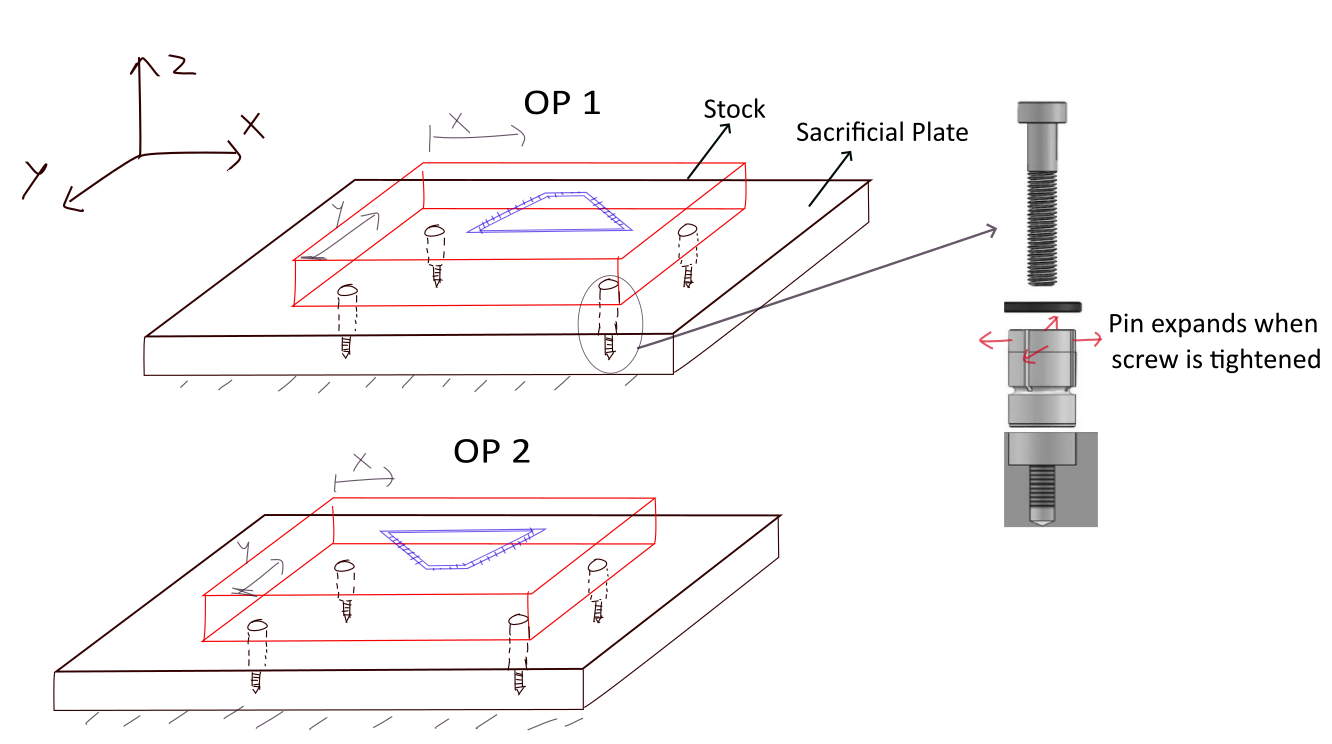 Z
X
Y
OP 1
X
Stock
Sacrificial Plate
y
Pin expands when
screw is tightened
OP 2
X
y